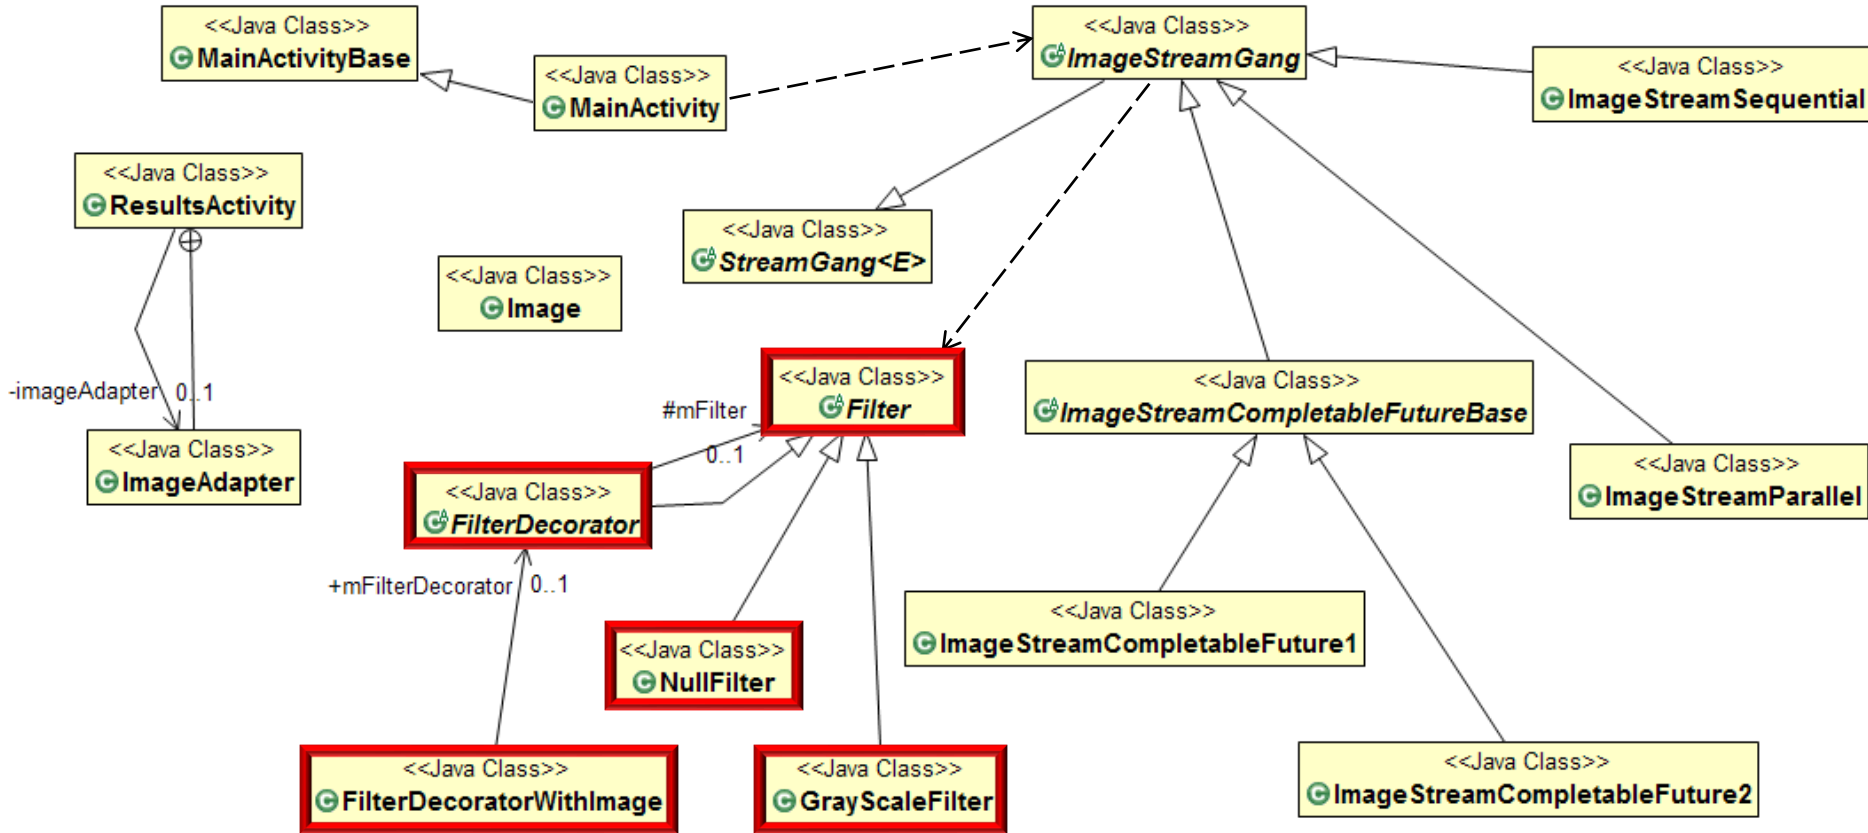 <<Java Class>>
MainActivityBase
<<Java Class>>
MainActivity
<<Java Class>>
ImageStreamGang
<<Java Class>>
ImageStreamSequential
<<Java Class>>
ResultsActivity
<<Java Class>>
StreamGang<E>
<<Java Class>>
Image
-imageAdapter 0..1
<<Java Class>>
ImageAdapter
<<Java Class>>
Filter
#mFilter
0..1
<<Java Class>>
ImageStreamCompletableFutureBase
<<Java Class>>
ImageStreamParallel
<<Java Class>>
FilterDecorator
+mFilterDecorator 0..1
<<Java Class>>
NullFilter
<<Java Class>>
ImageStreamCompletableFuture1
<<Java Class>>
FilterDecoratorWithImage
<<Java Class>>
GrayScaleFilter
<<Java Class>>
ImageStreamCompletableFuture2